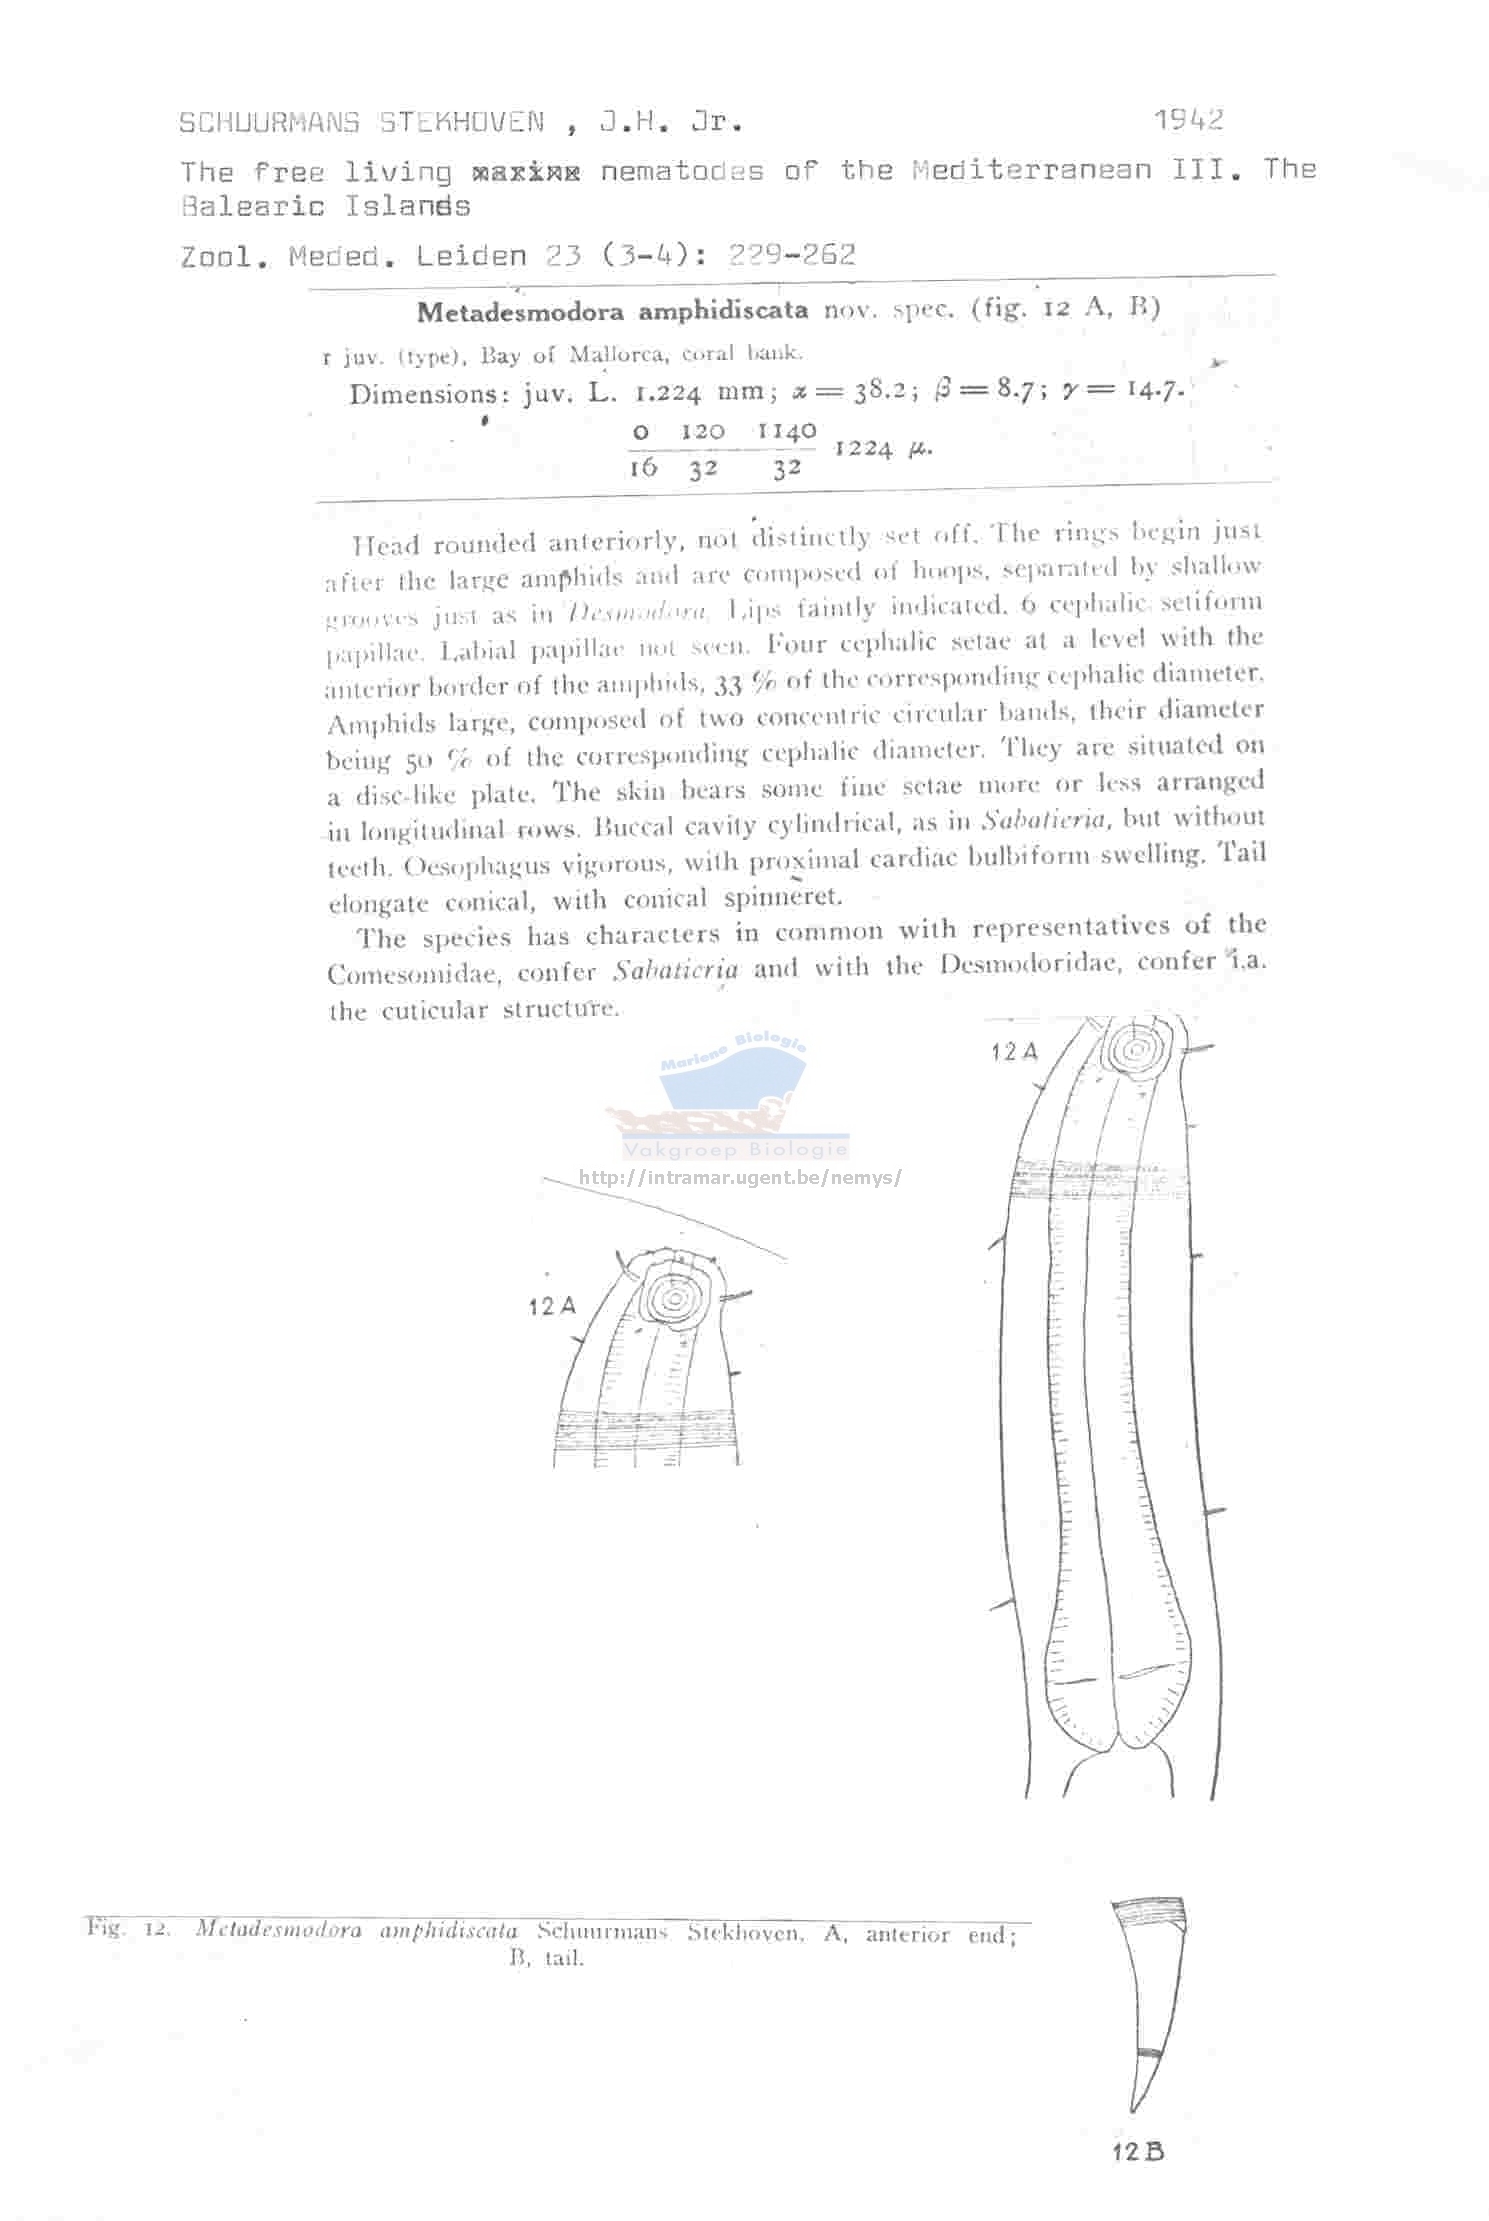 SCHUURMANS STEKHOVEN , J.H. Jr. 1942
The free living marine nematodes of the Mediterranean III. The
Balearic Islands
Zool. Meded. Leiden 23 (3-4): 229-262
Metadesmodora amphidiscata nov. spec. (fig. 12 A, B)
1 juv. (type), Bay of Mallorca, coral bank.
Dimensions: juv. L. 1.224 mm; α = 38.2; β = 8.7; γ = 14.7.
0 120 1140
1224 μ.
16 32 32
Head rounded anteriorly, not distinctly set off. The rings begin just
after the large amphids and are composed of hoops, separated by shallow
grooves just as in Desmodora. Lips faintly indicated. 6 cephalic setiform
papillae. Labial papillae not seen. Four cephalic setae at a level with the
anterior border of the amphids, 33 % of the corresponding cephalic diameter.
Amphids large, composed of two concentric circular bands, their diameter
being 50 % of the corresponding cephalic diameter. They are situated on
a disc-like plate. The skin bears some fine setae more or less arranged
in longitudinal rows. Buccal cavity cylindrical, as in Sabatieria, but without
teeth. Oesophagus vigorous, with proximal cardiac bulbiform swelling. Tail
elongate conical, with conical spinneret.
The species has characters in common with representatives of the
Comesomidae, confer Sabatieria and with the Desmodoridae, confer i.a.
the cuticular structure.
12 A
Mariene Biologie
Vakgroep Biologie
http://intramar.ugent.be/nemys/
12 A
Fig. 12. Metadesmodora amphidiscata Schuurmans Stekhoven. A, anterior end;
B, tail.
12 B